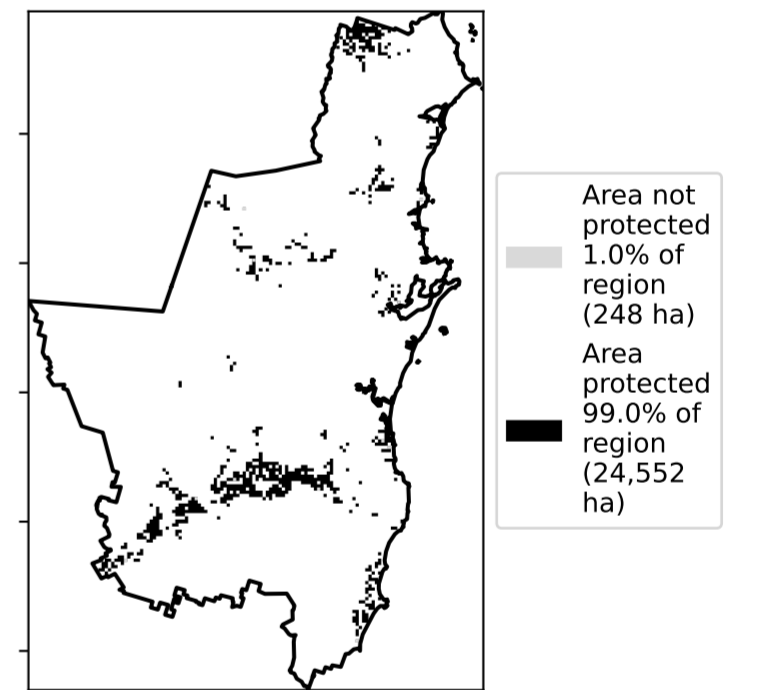 Area not
protected
1.0% of
region
(248 ha)
Area
protected
99.0% of
region
(24,552
ha)